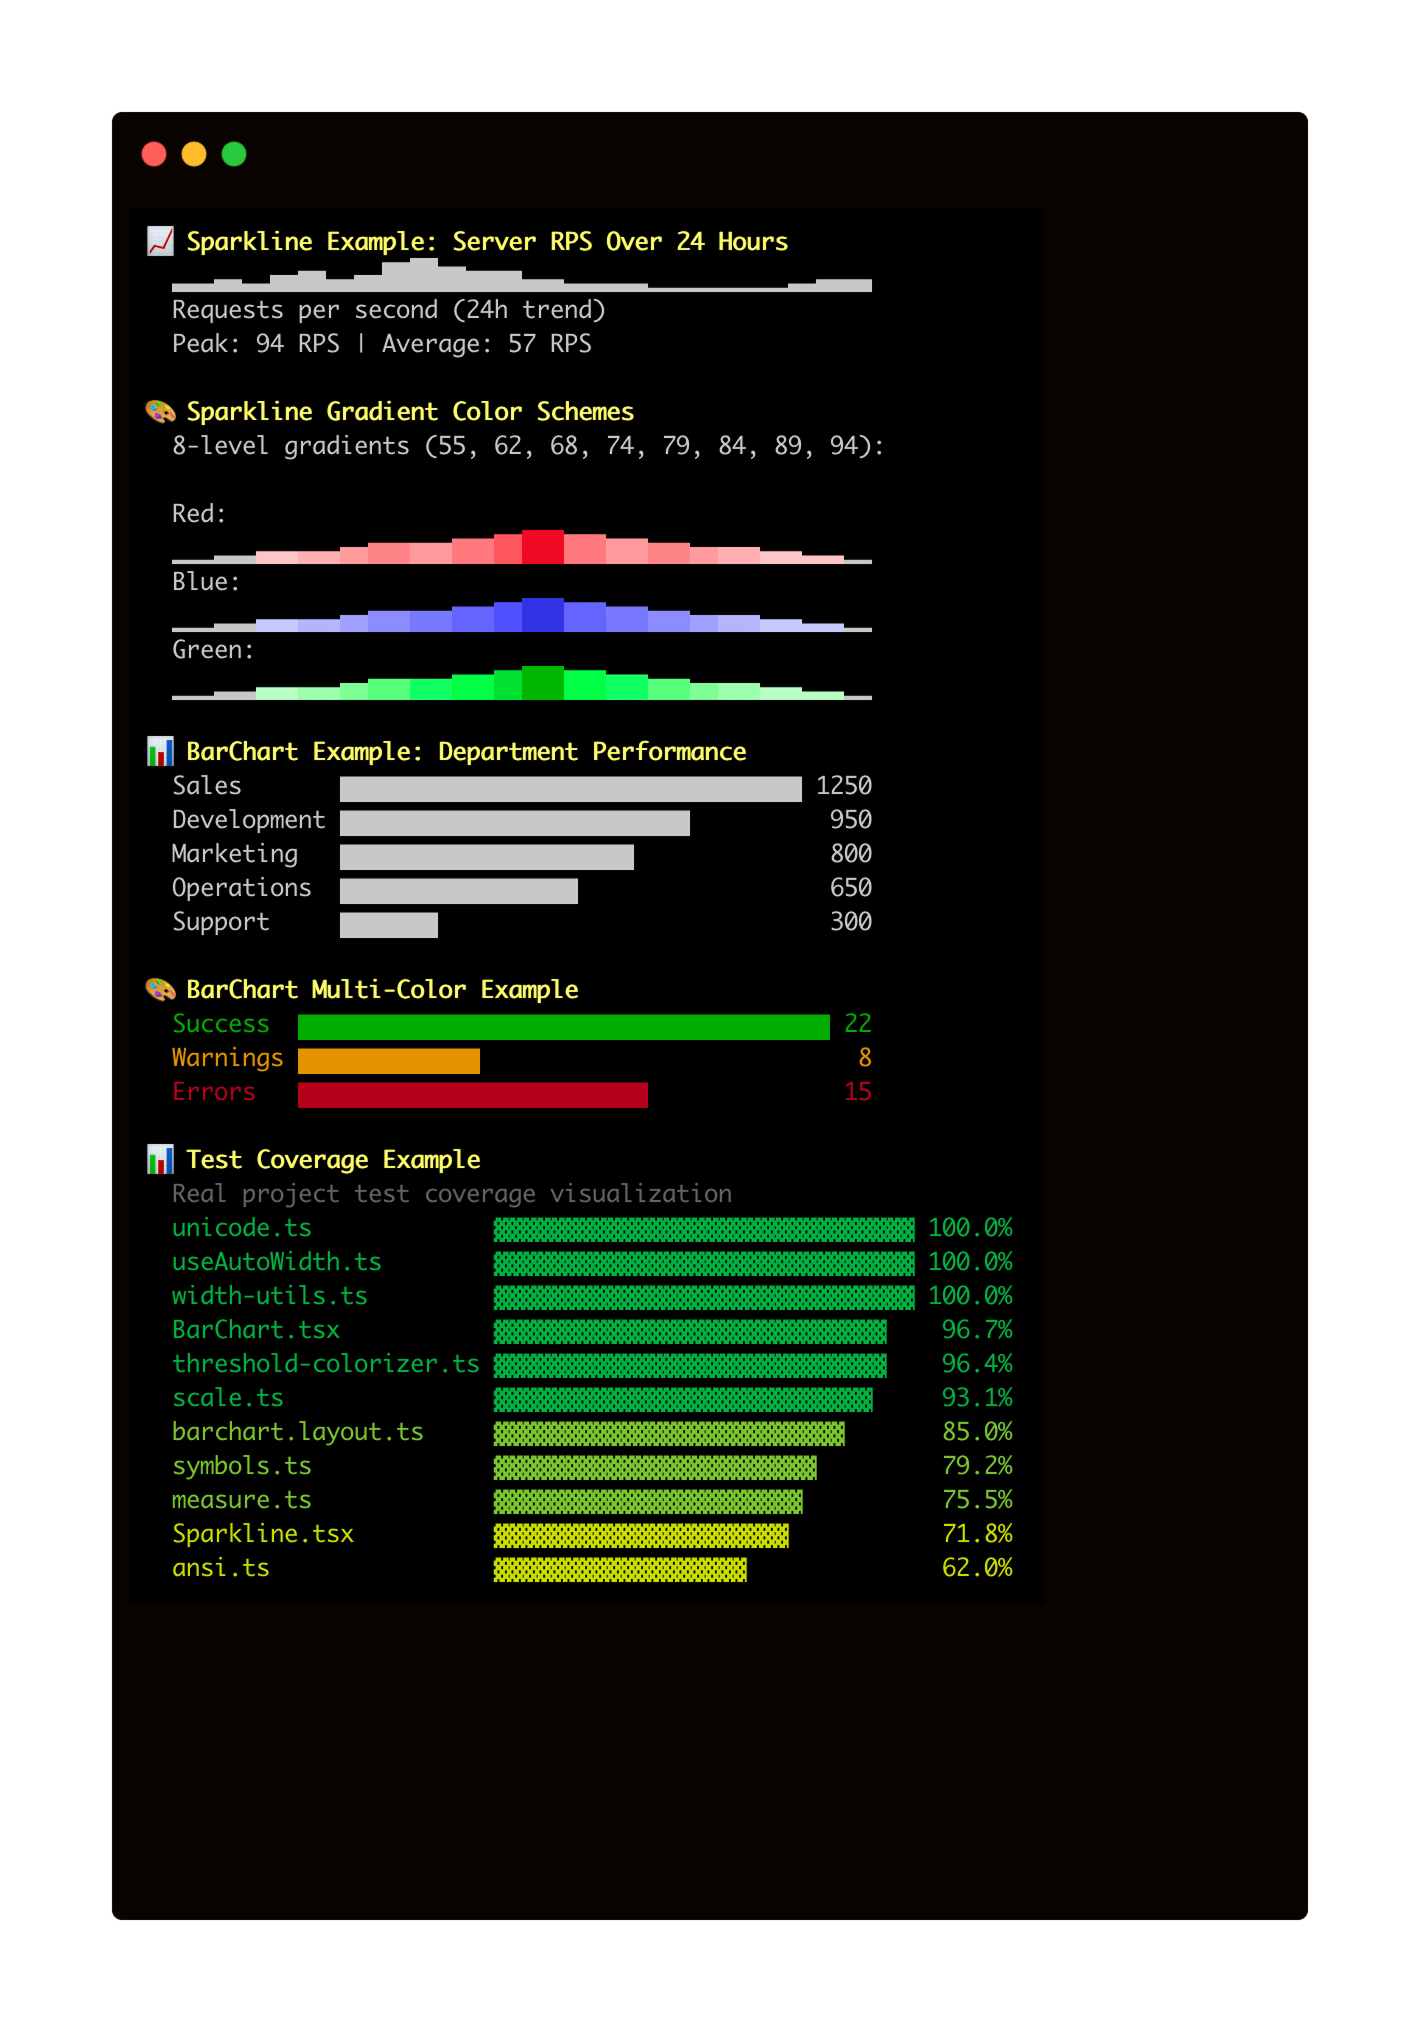 Sparkline Example: Server RPS Over 24 Hours
Requests per second (24h trend)
Peak: 94 RPS | Average: 57 RPS
Sparkline Gradient Color Schemes
8-level gradients (55, 62, 68, 74, 79, 84, 89, 94):
Red:
Blue:
Green:
BarChart Example: Department Performance
Sales 1250
Development 950
Marketing 800
Operations 650
Support 300
BarChart Multi-Color Example
Success 22
Warnings 8
Errors 15
Test Coverage Example
Real project test coverage visualization
unicode.ts 100.0%
useAutoWidth.ts 100.0%
width-utils.ts 100.0%
BarChart.tsx 96.7%
threshold-colorizer.ts 96.4%
scale.ts 93.1%
barchart.layout.ts 85.0%
symbols.ts 79.2%
measure.ts 75.5%
Sparkline.tsx 71.8%
ansi.ts 62.0%